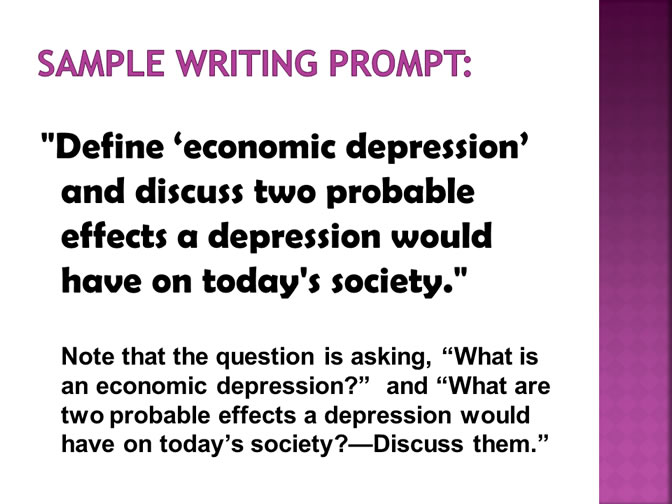 SAMPLE WRITING PROMPT:
"Define ‘economic depression’
and discuss two probable
effects a depression would
have on today's society."
Note that the question is asking, “What is
an economic depression?” and “What are
two probable effects a depression would
have on today’s society?—Discuss them.”